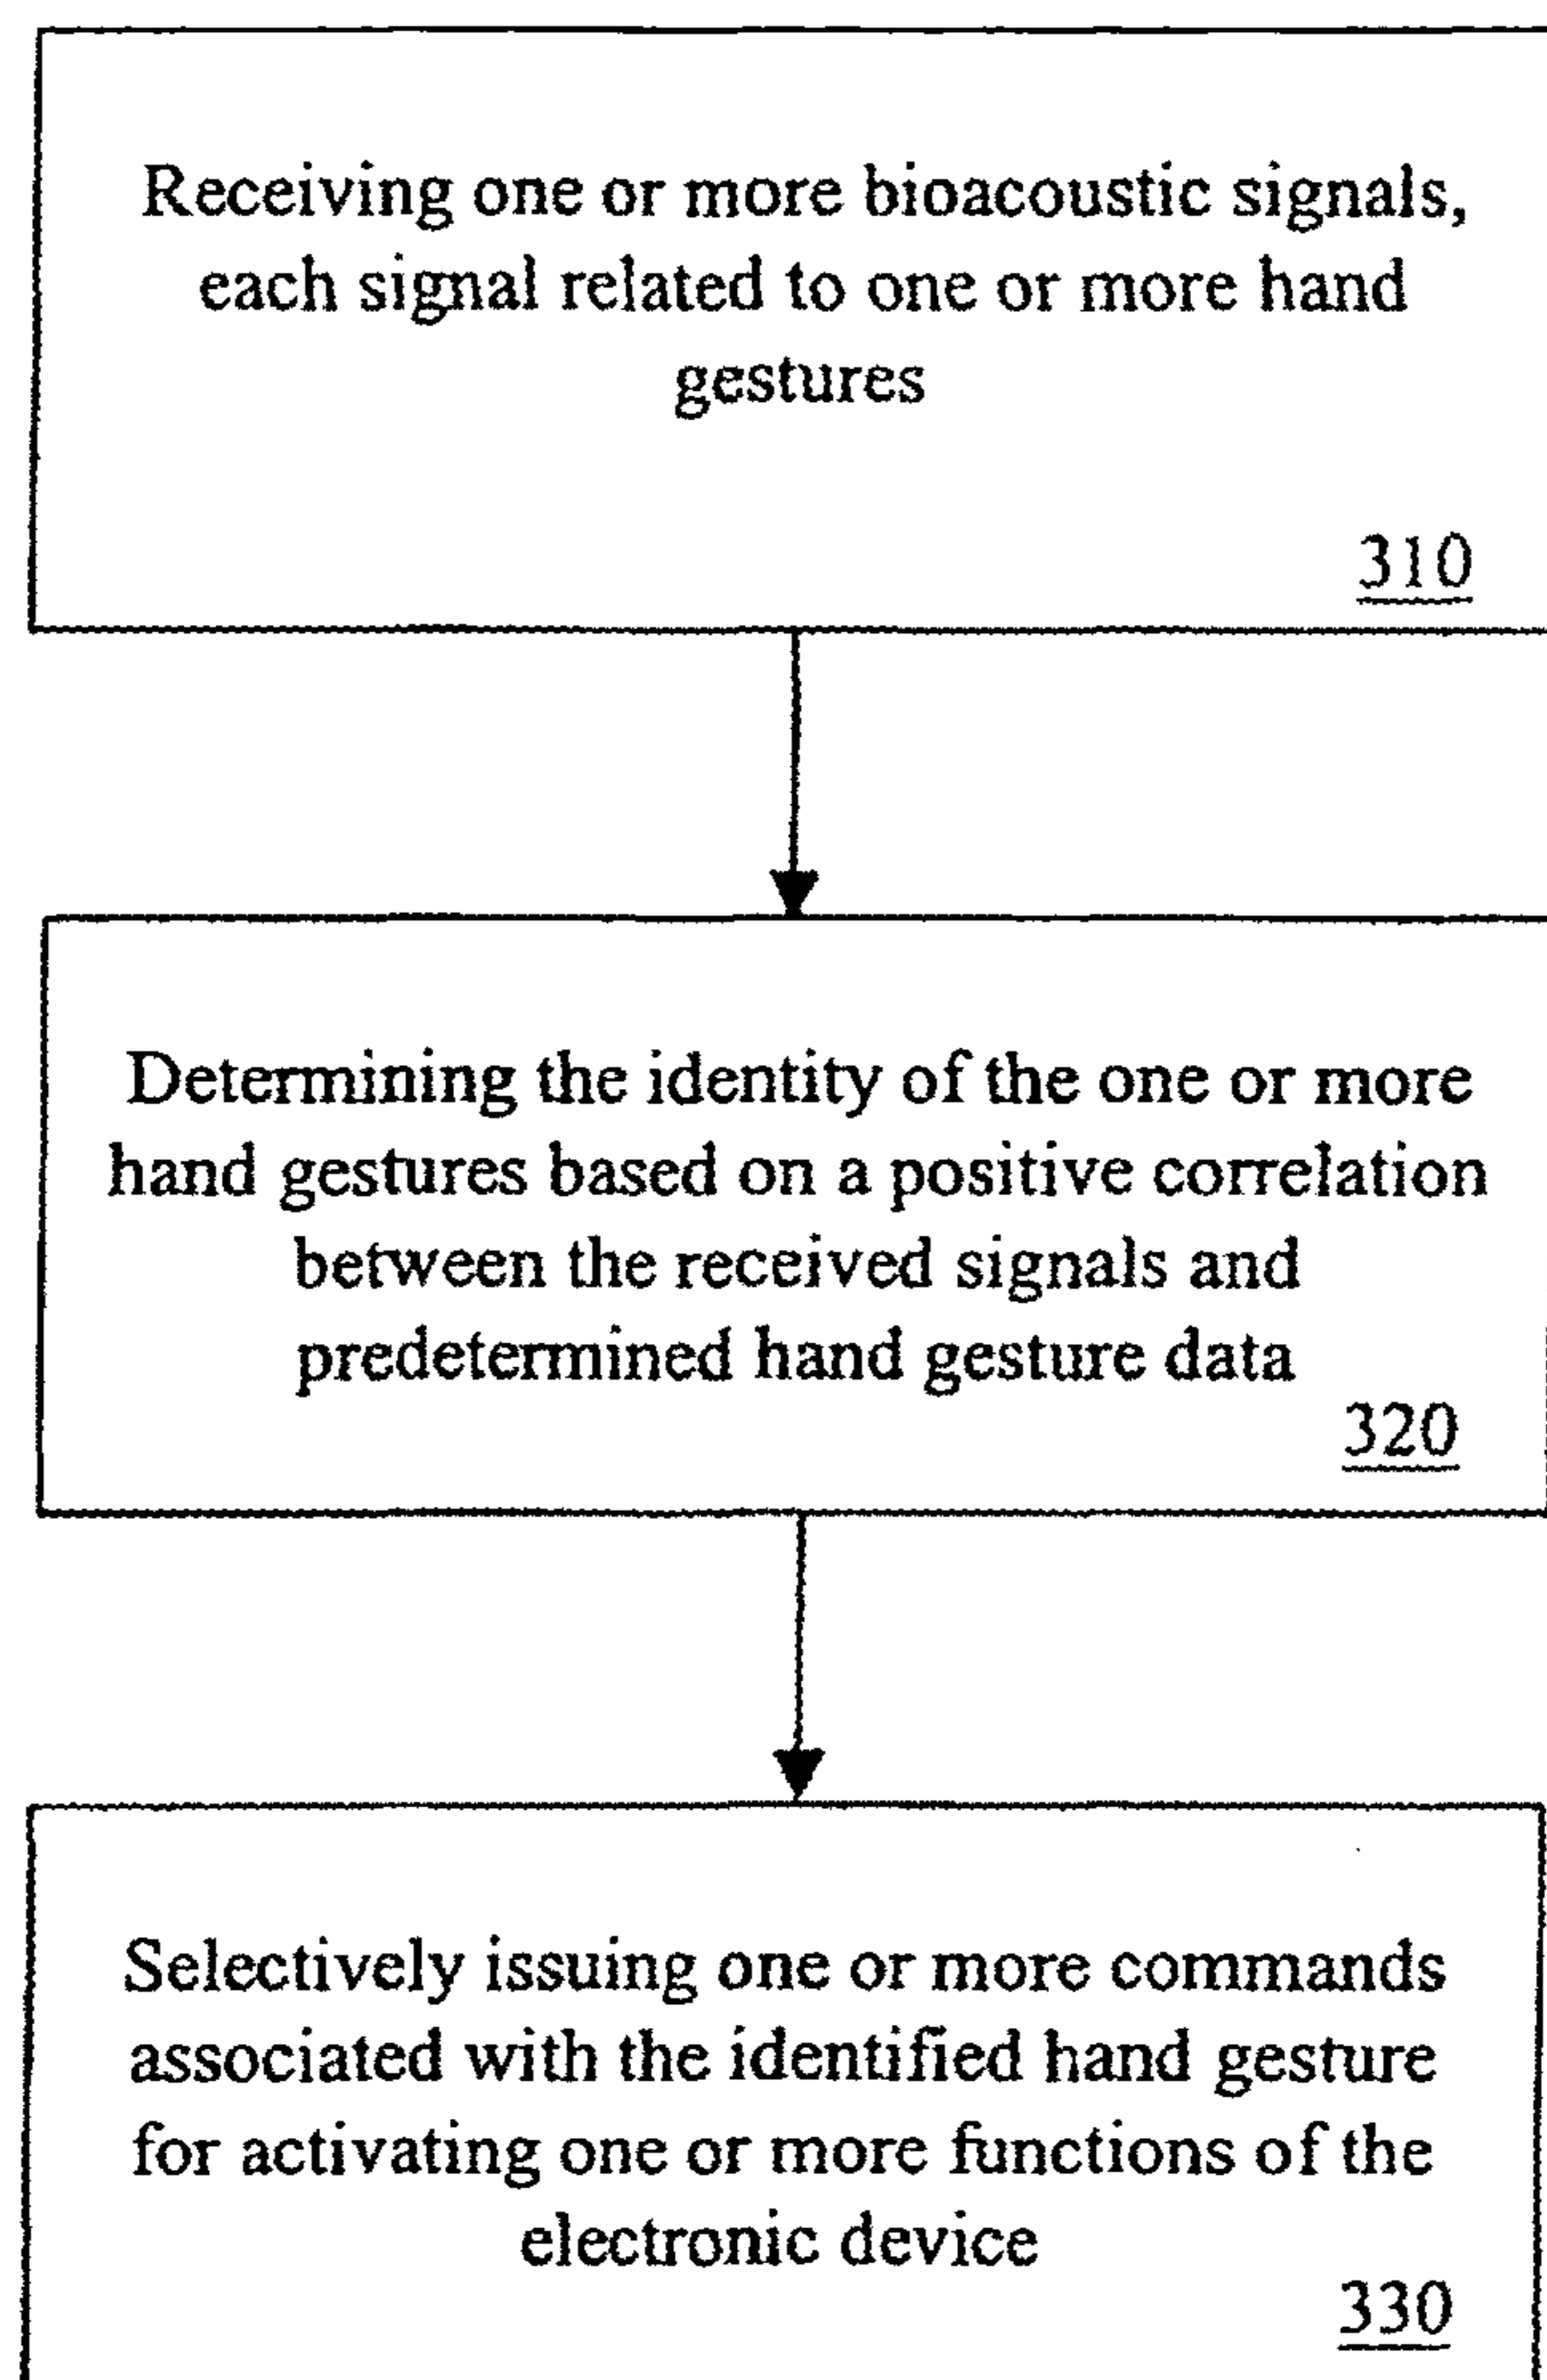 Receiving one or more bioacoustic signals,
each signal related to one or more hand
gestures
310
Determining the identity of the one or more
hand gestures based on a positive correlation
between the received signals and
predetermined hand gesture data
320
Selectively issuing one or more commands
associated with the identified hand gesture
for activating one or more functions of the
electronic device
330